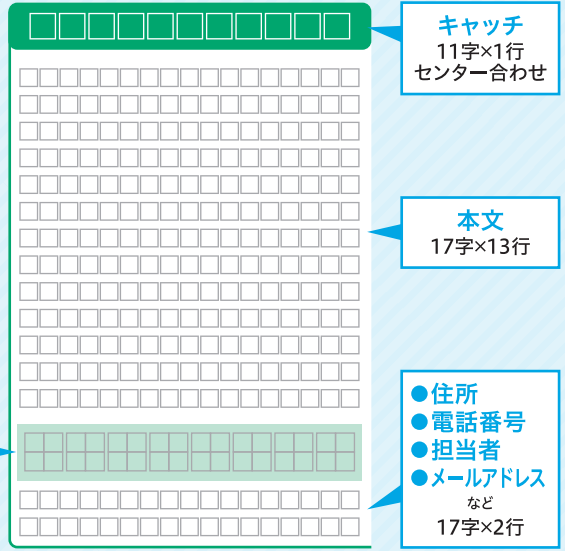 キャッチ
11字×1行
センター合わせ
本文
17字×13行
●住所
●電話番号
●担当者
●メールアドレス
など
17字×2行